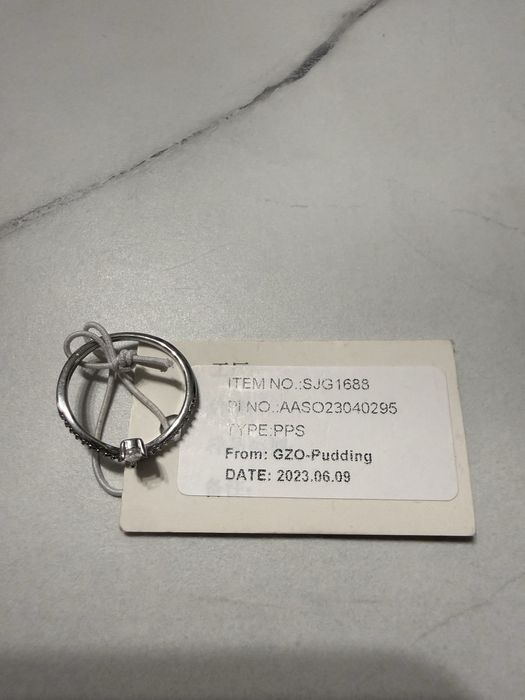 ITEM NO.:SJG1688
PI NO.:AASO23040295
TYPE:PPS
From: GZO-Pudding
DATE: 2023.06.09